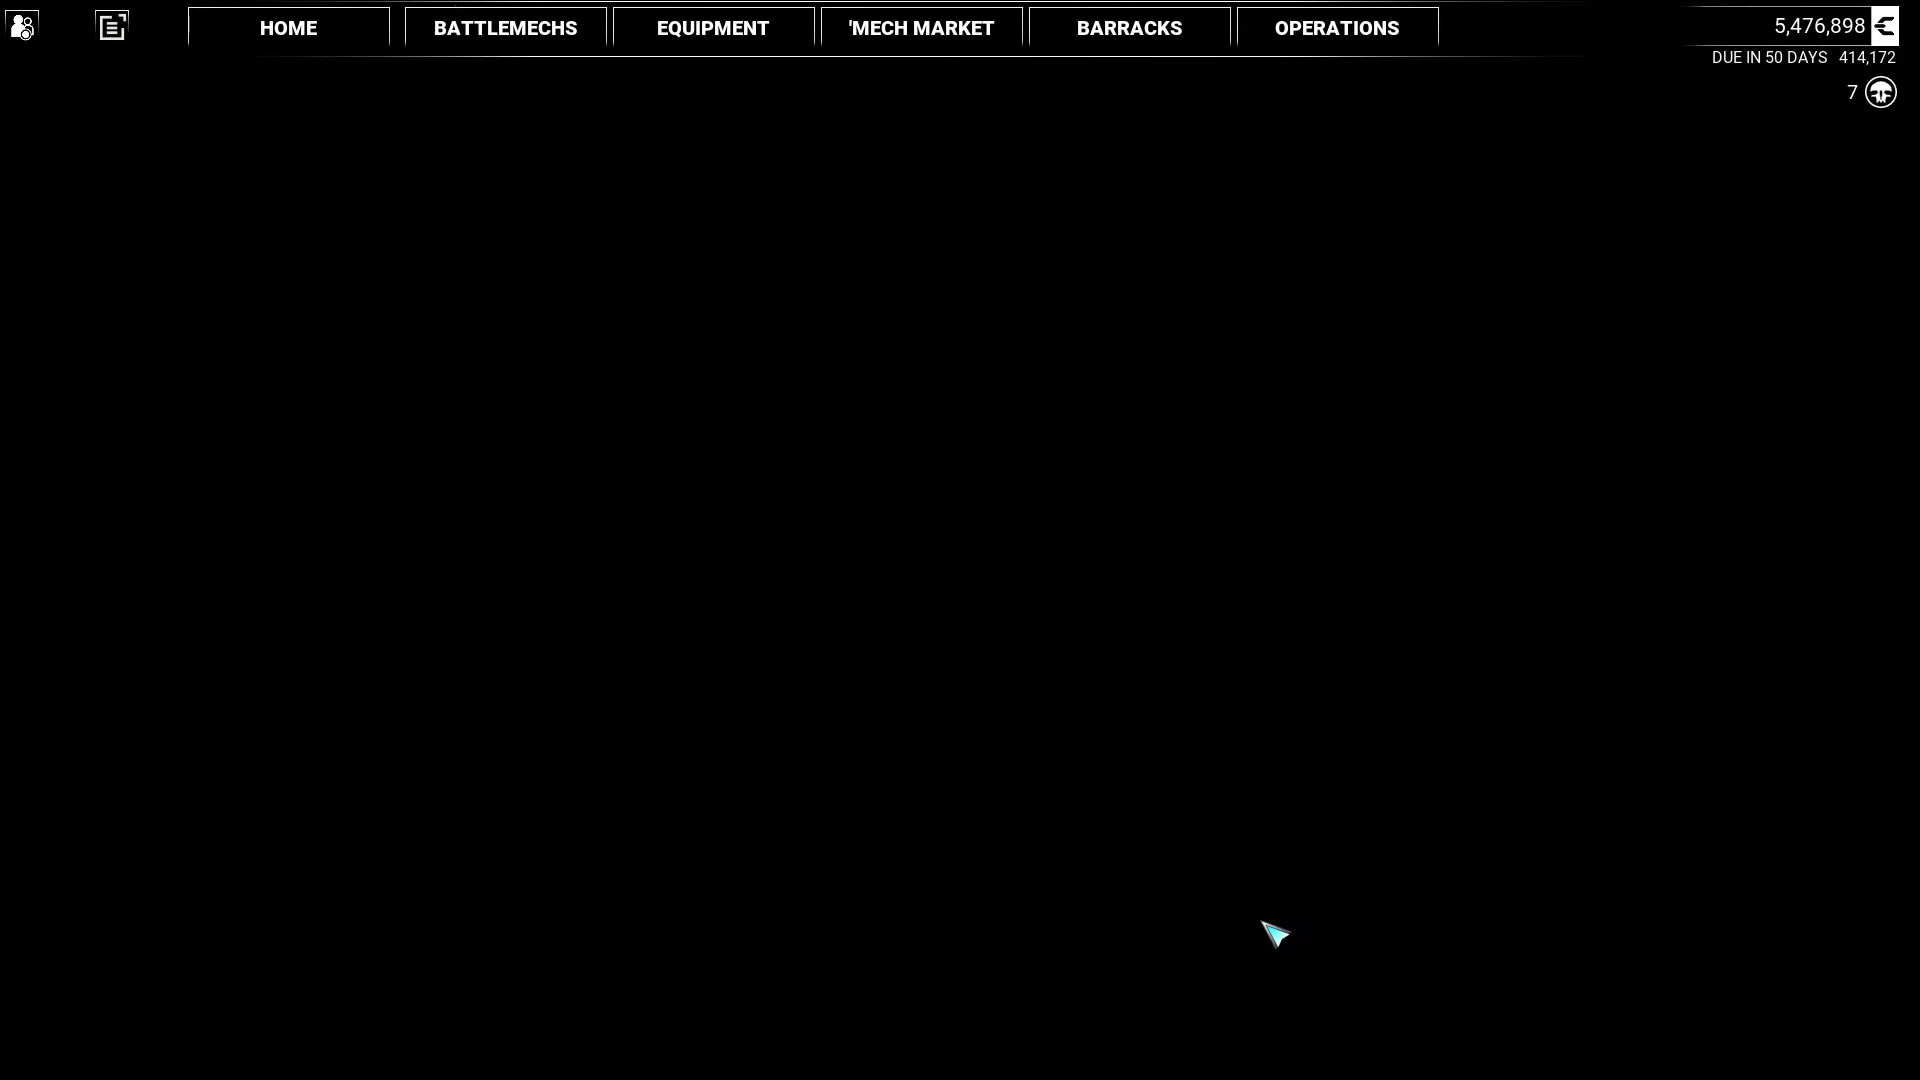 HOME
BATTLEMECHS
EQUIPMENT
'MECH MARKET
BARRACKS
OPERATIONS
5,476,898
DUE IN 50 DAYS 414,172
7